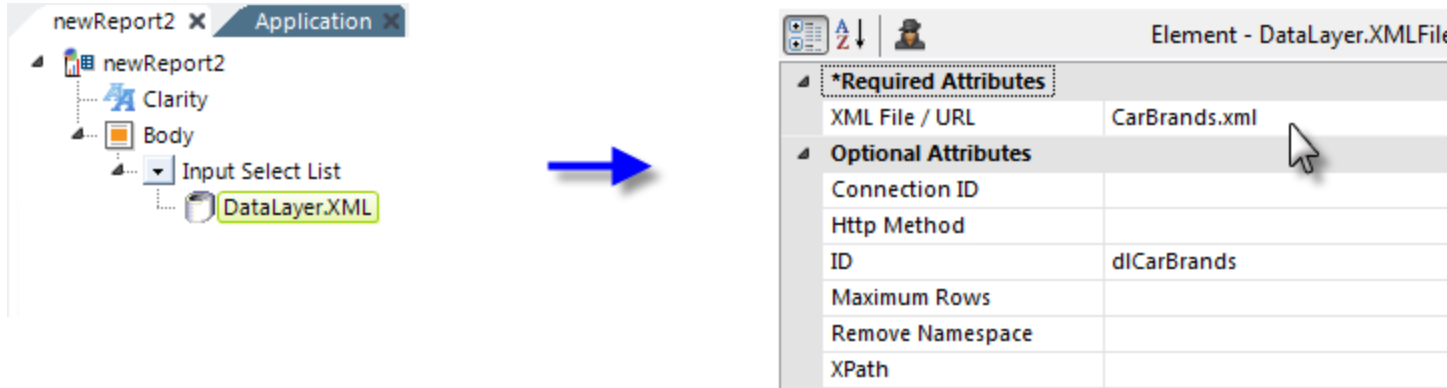 newReport2
Application
newReport2
Clarity
Body
Input Select List
DataLayer.XML
Element - DataLayer.XMLFile
*Required Attributes
XML File / URL CarBrands.xml
Optional Attributes
Connection ID
Http Method
ID dlCarBrands
Maximum Rows
Remove Namespace
XPath